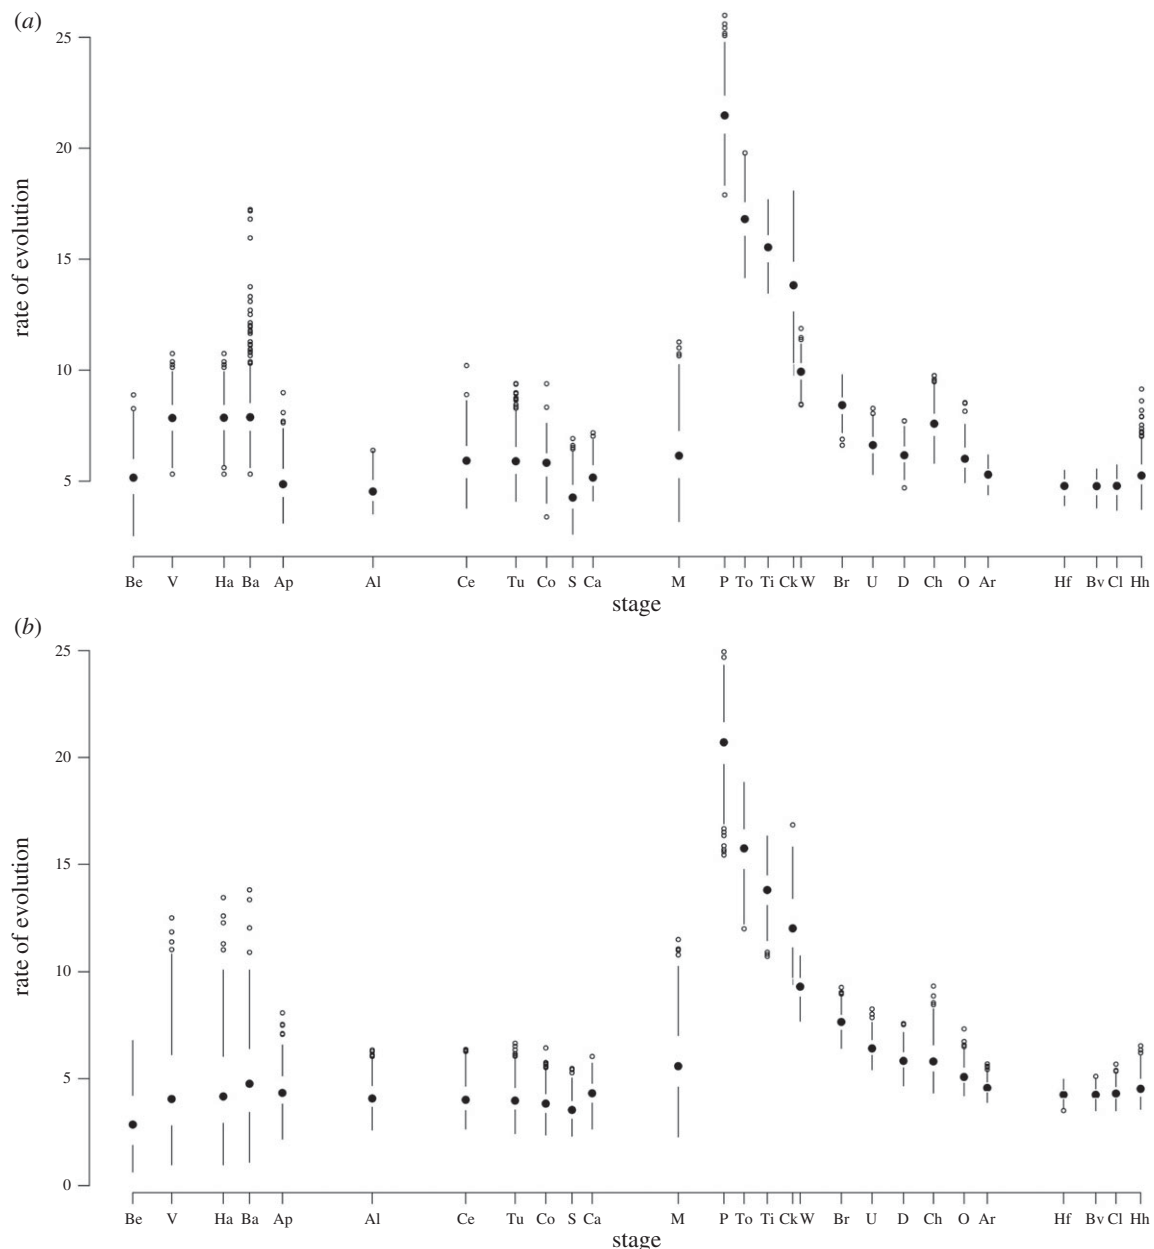 (a)
25
20
15
10
5
rate of evolution
Be V Ha Ba Ap Al Ce Tu Co S Ca M P To Ti Ck W Br U D Ch O Ar Hf Bv Cl Hh
stage
(b)
25
20
15
10
5
0
rate of evolution
Be V Ha Ba Ap Al Ce Tu Co S Ca M P To Ti Ck W Br U D Ch O Ar Hf Bv Cl Hh
stage